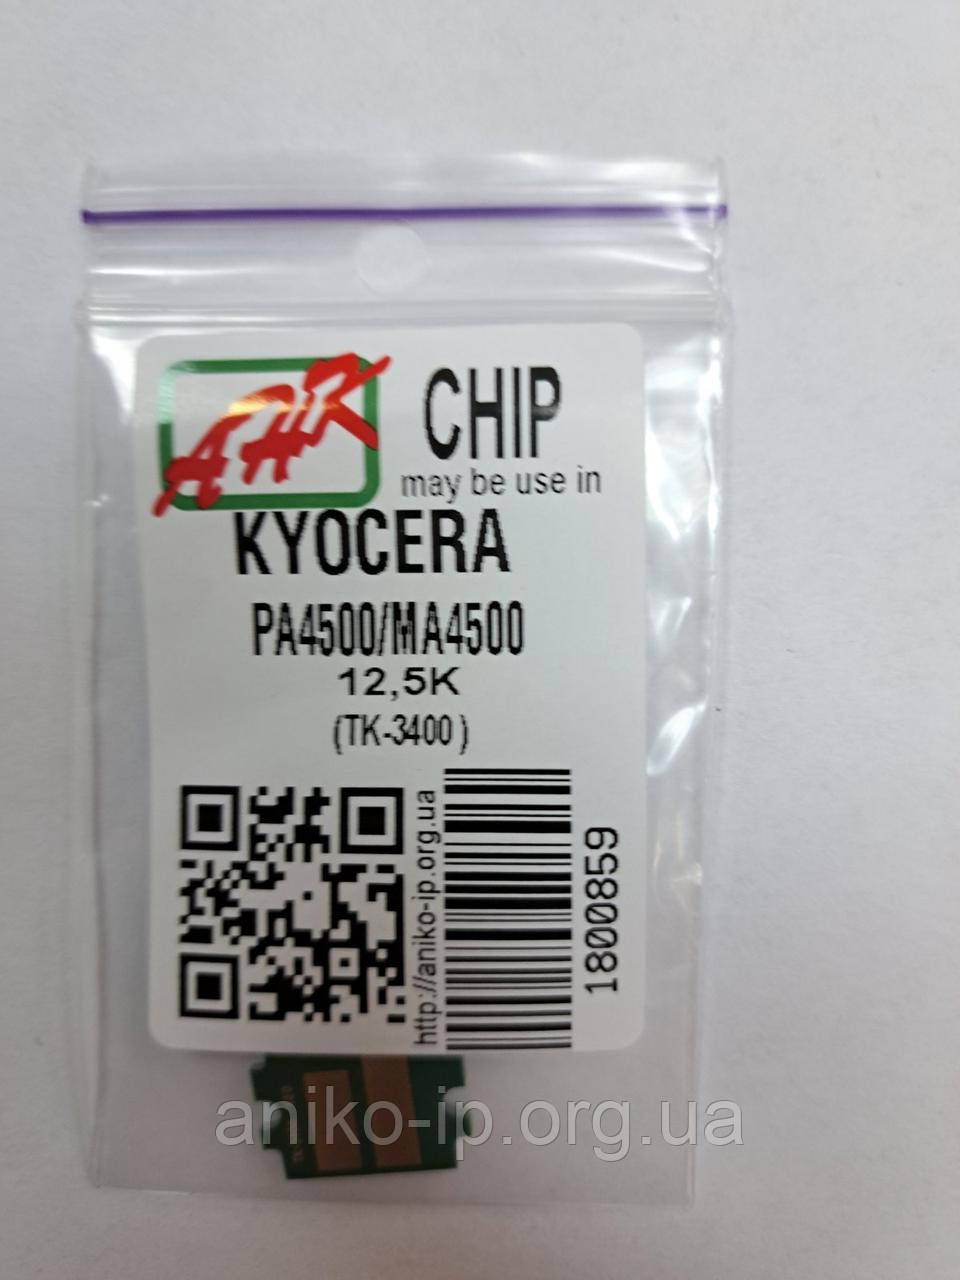 АНК
CHIP
may be use in
KYOCERA
PA4500/MA4500
12,5K
(TK-3400 )
http://aniko-ip.org.ua
1800859
aniko-ip.org.ua